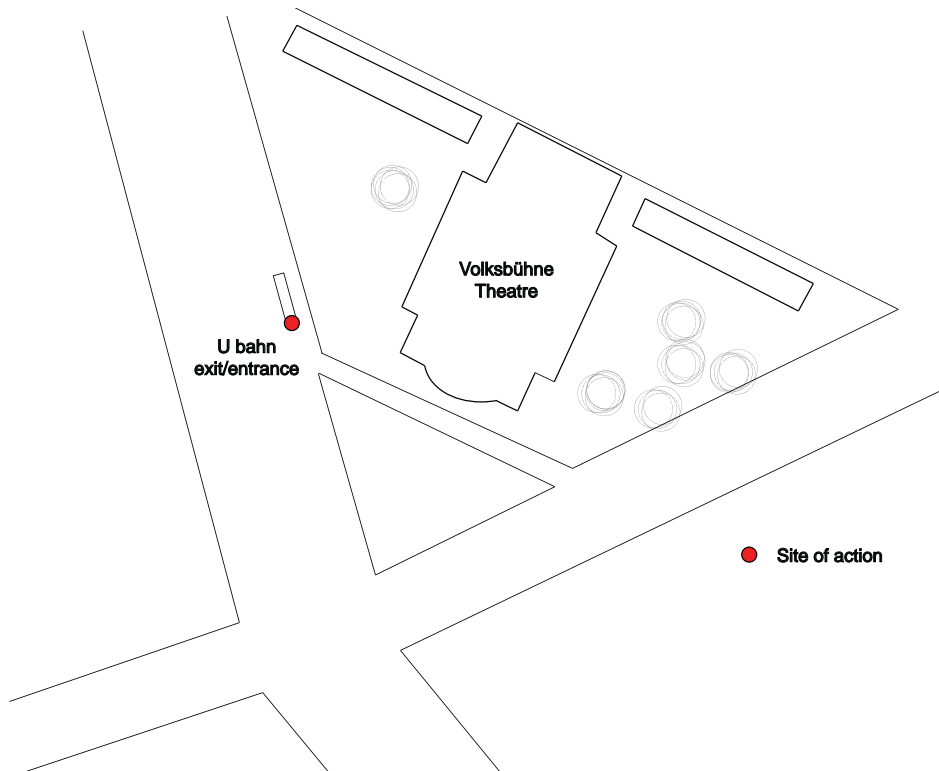 Volksbühne
Theatre
U bahn
exit/entrance
Site of action